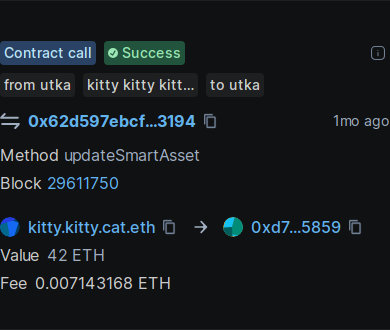 Contract call Success
from utka kitty kitty kitt... to utka
0x62d597ebcf...3194 1mo ago
Method updateSmartAsset
Block 29611750
kitty.kitty.cat.eth → 0xd7...5859
Value 42 ETH
Fee 0.007143168 ETH